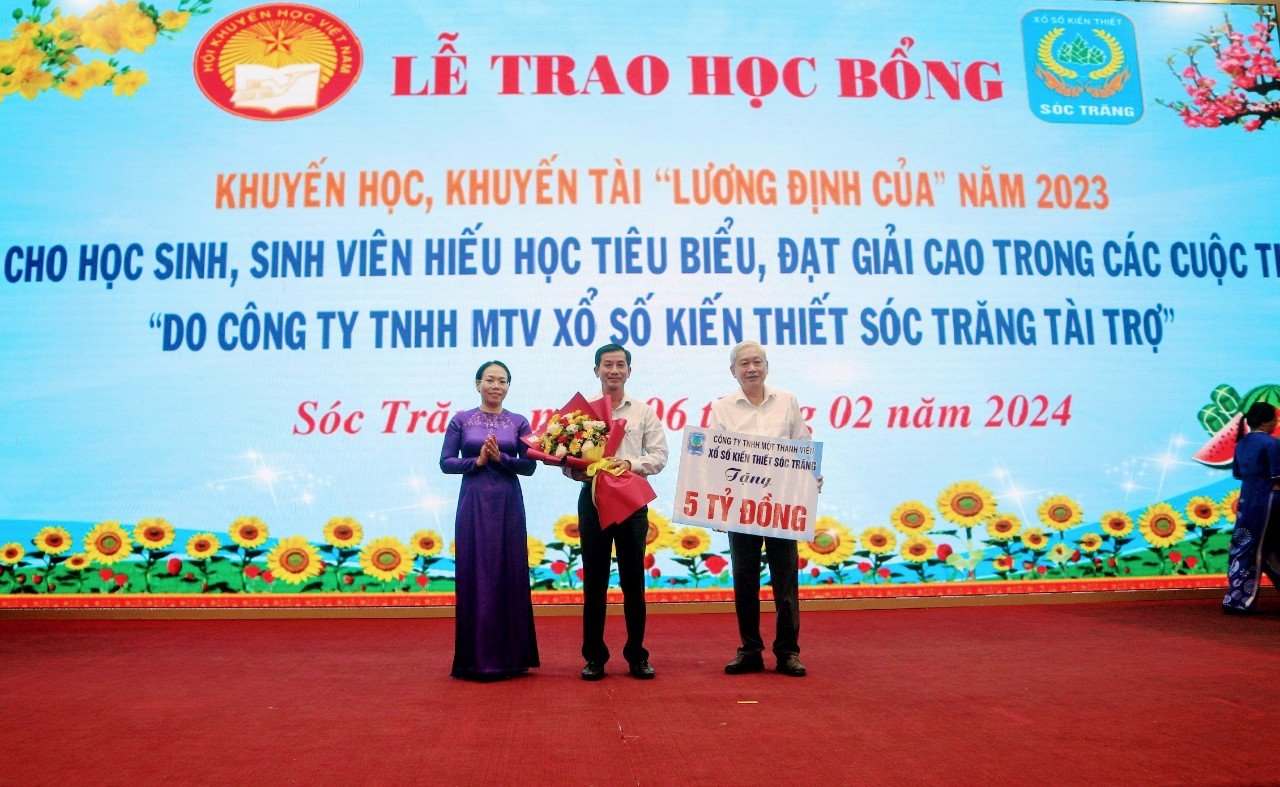 HỘI KHUYẾN HỌC VIỆT NAM
LỄ TRAO HỌC BỔNG
XỔ SỐ KIẾN THIẾT
SÓC TRĂNG
KHUYẾN HỌC, KHUYẾN TÀI “LƯƠNG ĐỊNH CỦA” NĂM 2023
CHO HỌC SINH, SINH VIÊN HIẾU HỌC TIÊU BIỂU, ĐẠT GIẢI CAO TRONG CÁC CUỘC
“DO CÔNG TY TNHH MTV XỔ SỐ KIẾN THIẾT SÓC TRĂNG TÀI TRỢ”
Sóc 06 02 năm 2024
CÔNG TY TNHH MỘT THÀNH VIÊN
XỔ SỐ KIẾN THIẾT SÓC TRĂNG
Tặng
5 TỶ ĐỒNG